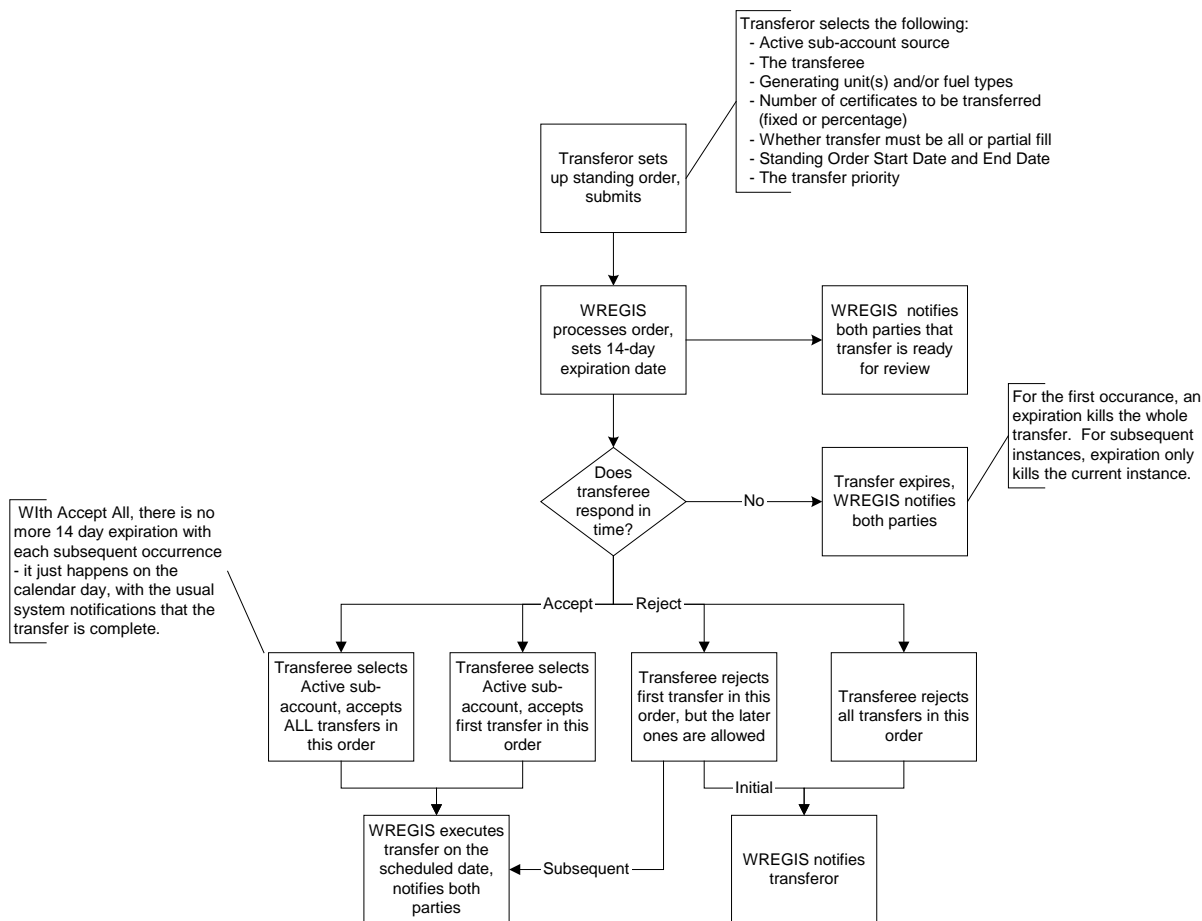 Transferor selects the following:
- Active sub-account source
- The transferee
- Generating unit(s) and/or fuel types
- Number of certificates to be transferred
(fixed or percentage)
- Whether transfer must be all or partial fill
- Standing Order Start Date and End Date
- The transfer priority
Transferor sets
up standing order,
submits
WREGIS
processes order,
sets 14-day
expiration date
WREGIS notifies
both parties that
transfer is ready
for review
For the first occurance, an
expiration kills the whole
transfer. For subsequent
instances, expiration only
kills the current instance.
Does
transferee
respond in
time?
No
Transfer expires,
WREGIS notifies
both parties
WIth Accept All, there is no
more 14 day expiration with
each subsequent occurrence
- it just happens on the
calendar day, with the usual
system notifications that the
transfer is complete.
Accept
Reject
Transferee selects
Active sub-
account, accepts
ALL transfers in
this order
Transferee selects
Active sub-
account, accepts
first transfer in this
order
Transferee rejects
first transfer in this
order, but the later
ones are allowed
Transferee rejects
all transfers in this
order
Initial
WREGIS executes
transfer on the
scheduled date,
notifies both
parties
Subsequent
WREGIS notifies
transferor